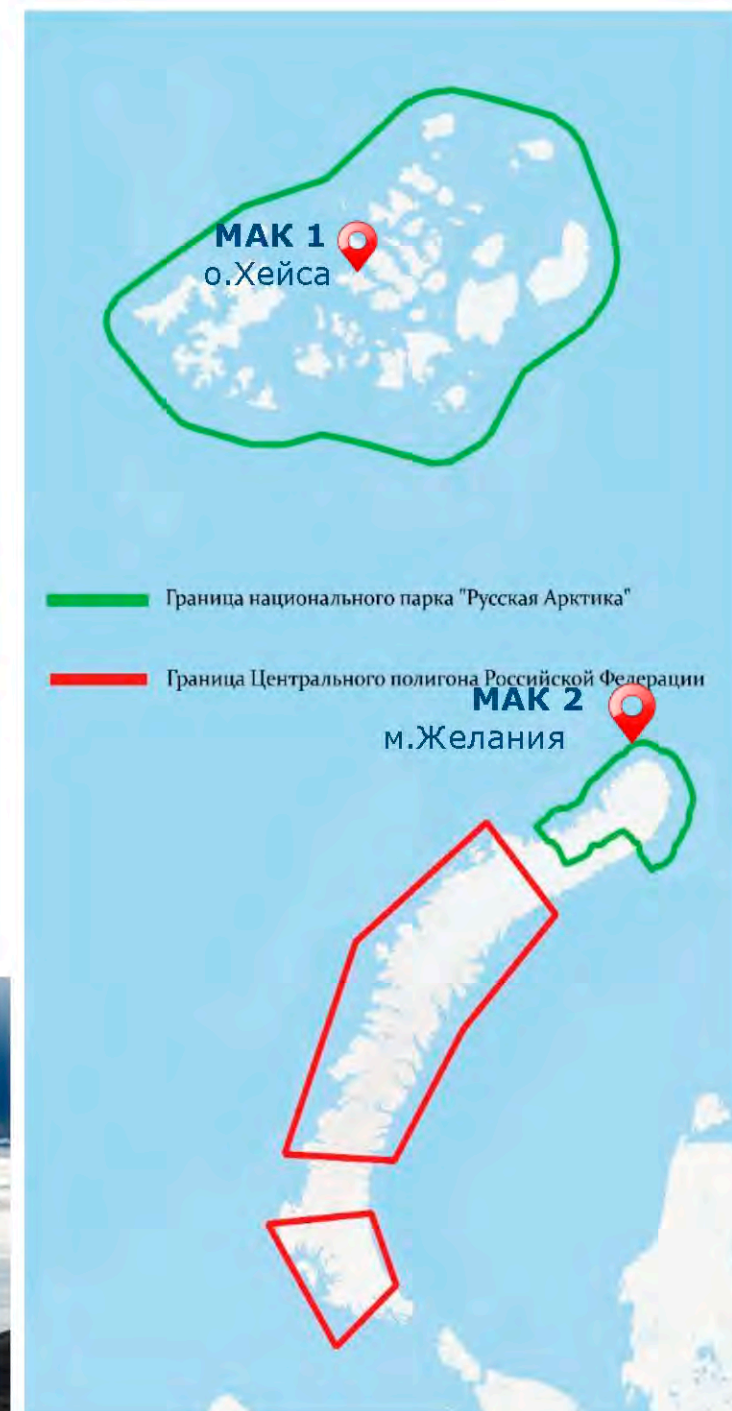 МАК 1
о.Хейса
Граница национального парка "Русская Арктика"
Граница Центрального полигона Российской Федерации
МАК 2
м.Желания